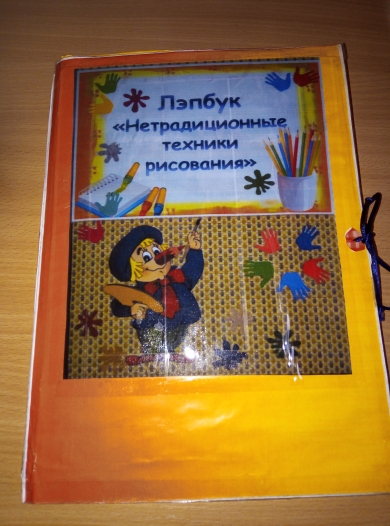 Лэпбук
«Нетрадиционные
техники
рисования»